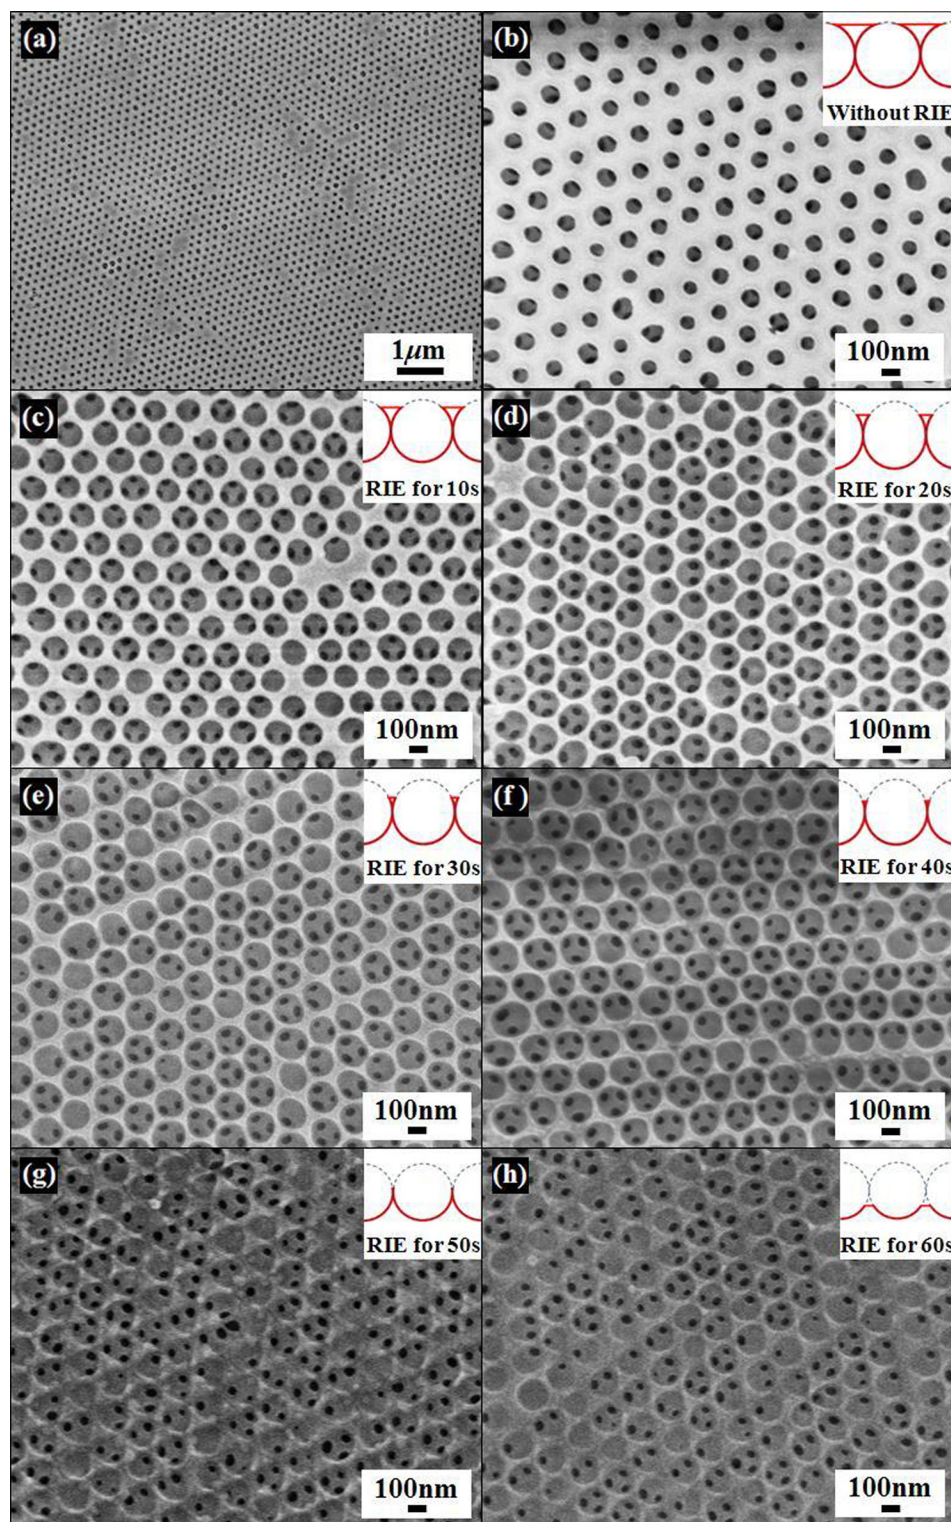 (a)
1μm
(b)
Without RIE
100nm
(c)
RIE for 10s
100nm
(d)
RIE for 20s
100nm
(e)
RIE for 30s
100nm
(f)
RIE for 40s
100nm
(g)
RIE for 50s
100nm
(h)
RIE for 60s
100nm